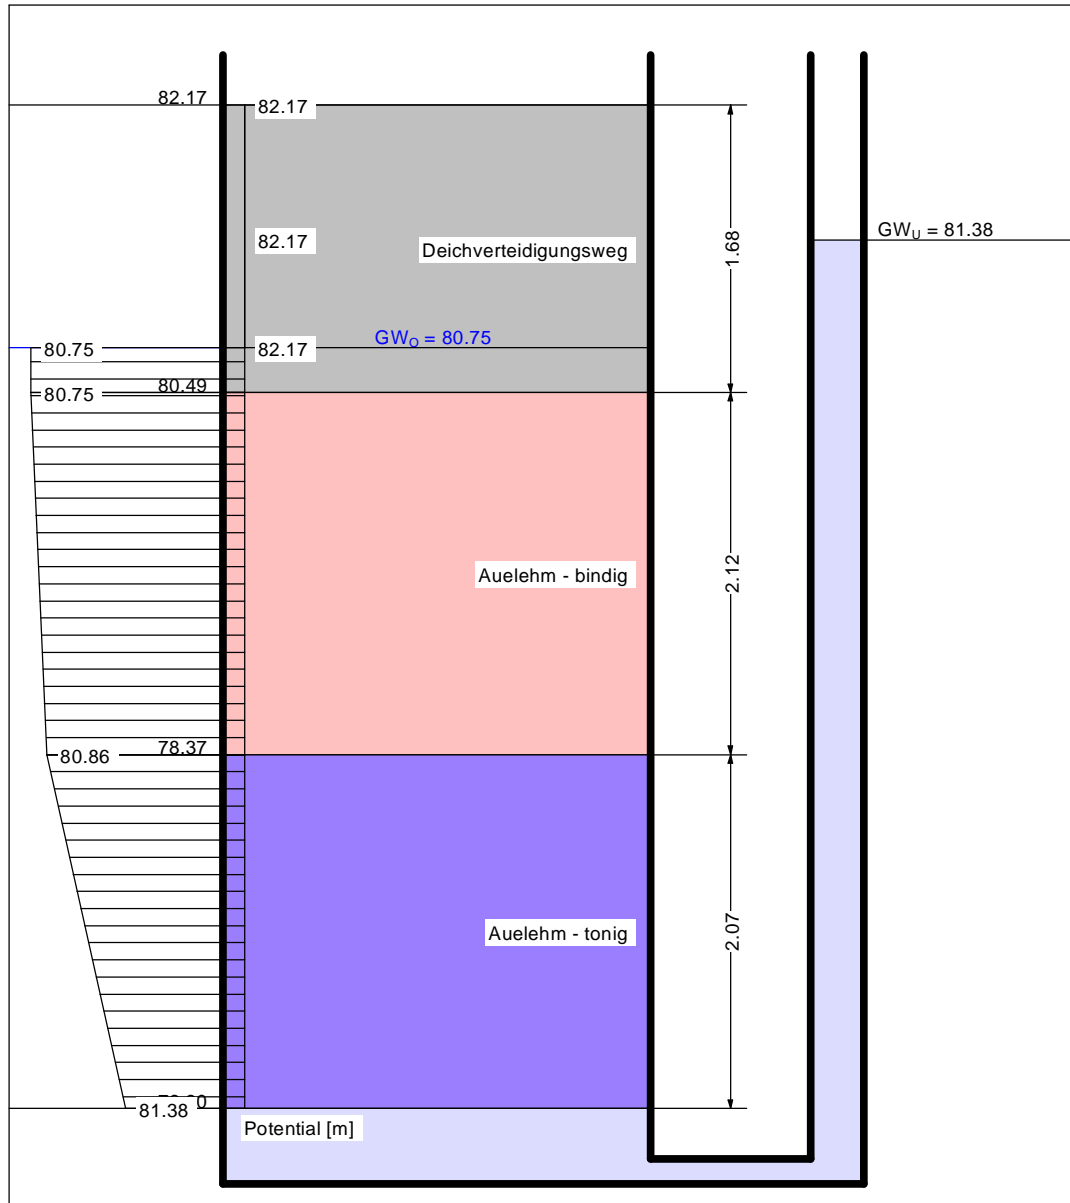 82.17
82.17
82.17
Deichverteidigungsweg
1.68
GWU = 81.38
GWO = 80.75
80.75
82.17
80.49
80.75
Auelehm - bindig
2.12
78.37
80.86
Auelehm - tonig
2.07
81.38
Potential [m]